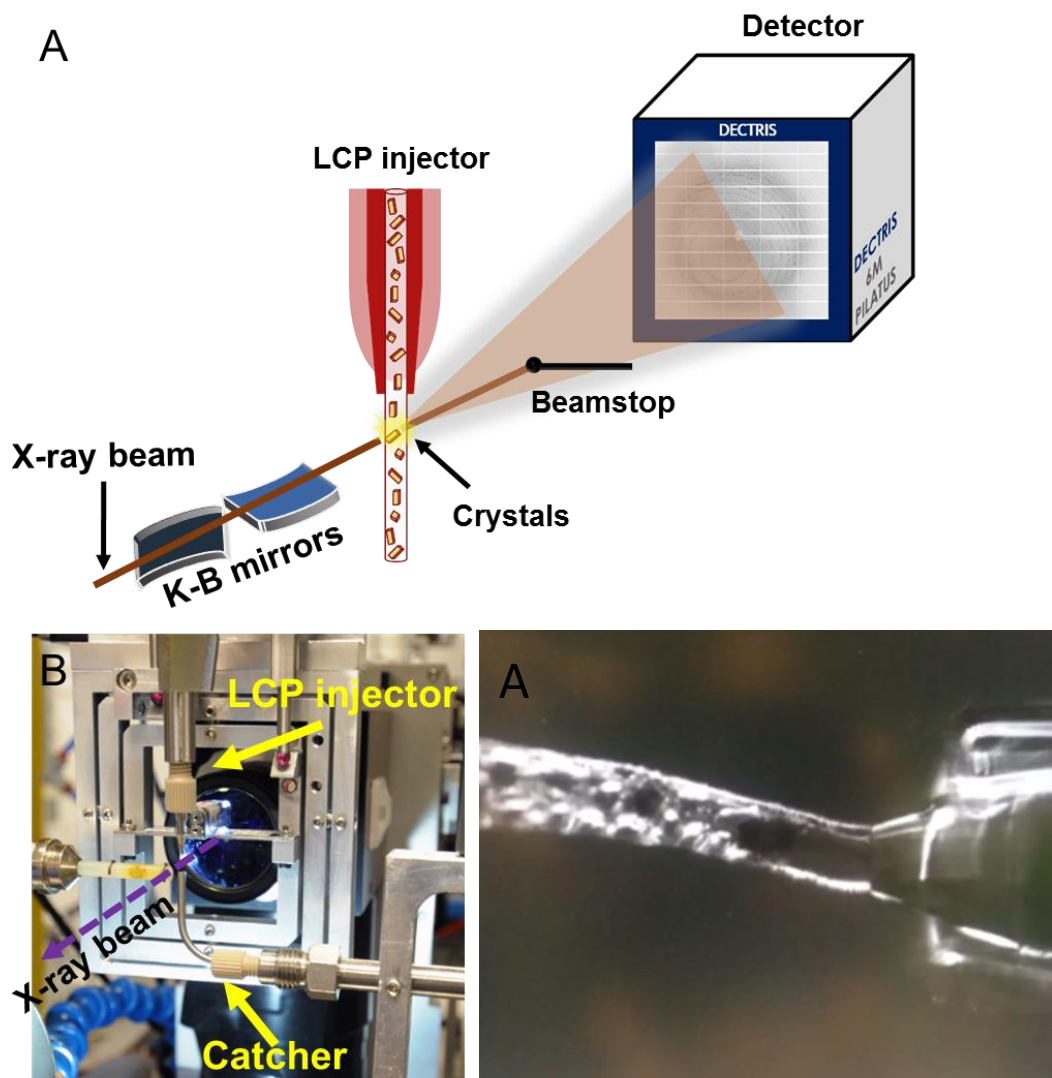 A
Detector
DECTRIS
LCP injector
DECTRIS
6M
PILATUS
Beamstop
X-ray beam
Crystals
K-B mirrors
B
LCP injector
X-ray beam
Catcher
A